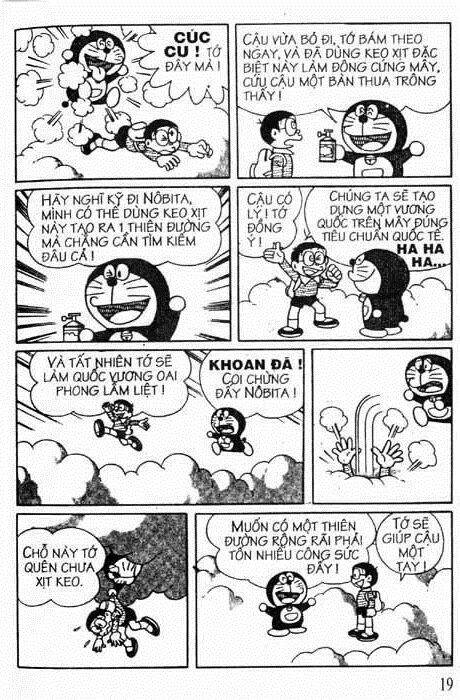 CÚC
CU ! TỚ
ĐÂY MÀ !
CẬU VỪA BỎ ĐI, TỚ BÁM THEO
NGAY, VÀ ĐÃ DÙNG KEO XỊT ĐẶC
BIỆT NÀY LÀM ĐÔNG CỨNG MÂY,
CỨU CẬU MỘT BÀN THUA TRÔNG
THẤY !
HÃY NGHĨ KỸ ĐI NÔBITA,
MÌNH CÓ THỂ DÙNG KEO XỊT
NÀY TẠO RA 1 THIÊN ĐƯỜNG
MÀ CHẲNG CẦN TÌM KIẾM
ĐÂU CẢ !
CẬU CÓ
LÝ ! TỚ
ĐỒNG
Ý !
CHÚNG TA SẼ TẠO
DỰNG MỘT VƯƠNG
QUỐC TRÊN MÂY ĐÚNG
TIÊU CHUẨN QUỐC TẾ.
HA HA
HA...
VÀ TẤT NHIÊN TỚ SẼ
LÀM QUỐC VƯƠNG OAI
PHONG LẪM LIỆT !
KHOAN ĐÃ !
COI CHỪNG
ĐẤY NÔBITA !
CHỖ NÀY TỚ
QUÊN CHƯA
XỊT KEO.
MUỐN CÓ MỘT THIÊN
ĐƯỜNG RỘNG RÃI PHẢI
TỐN NHIỀU CÔNG SỨC
ĐẤY !
TỚ SẼ
GIÚP CẬU
MỘT
TAY !
19